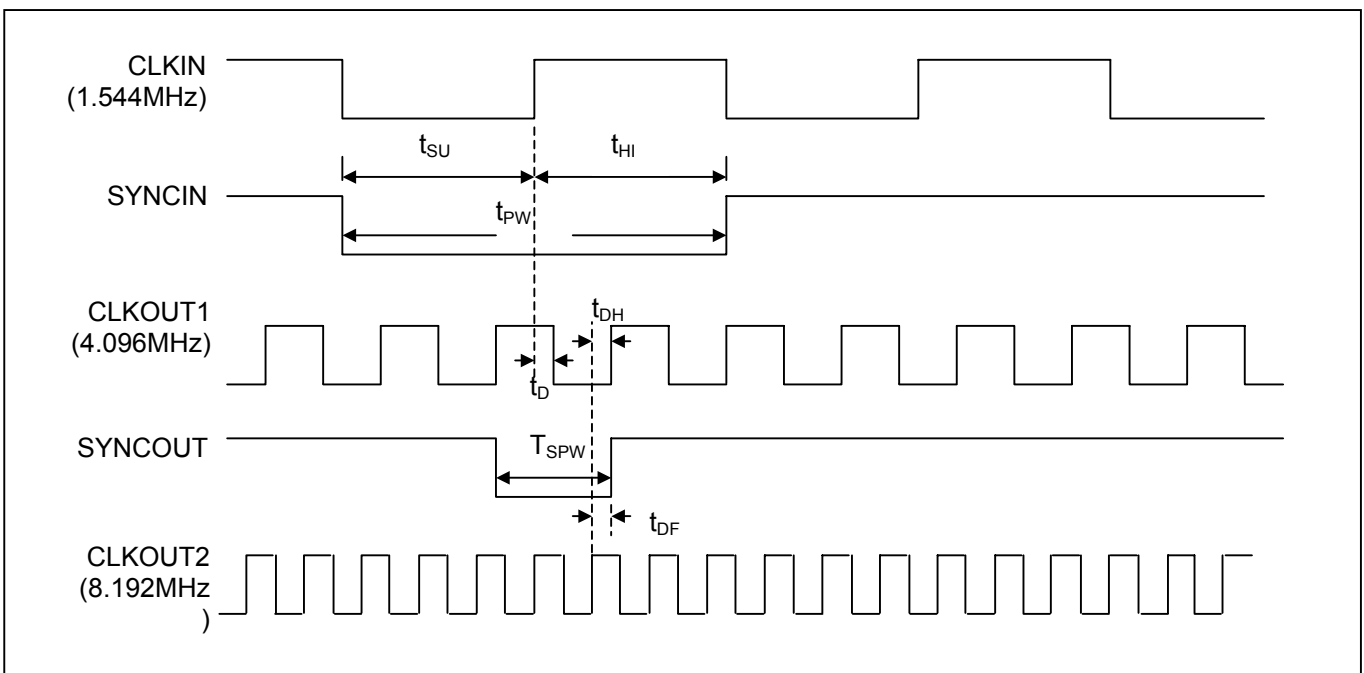 CLKIN
(1.544MHz)
tSU
tHI
SYNCIN
tPW
CLKOUT1
(4.096MHz)
tDH
tD
SYNCOUT
TSPW
tDF
CLKOUT2
(8.192MHz
)